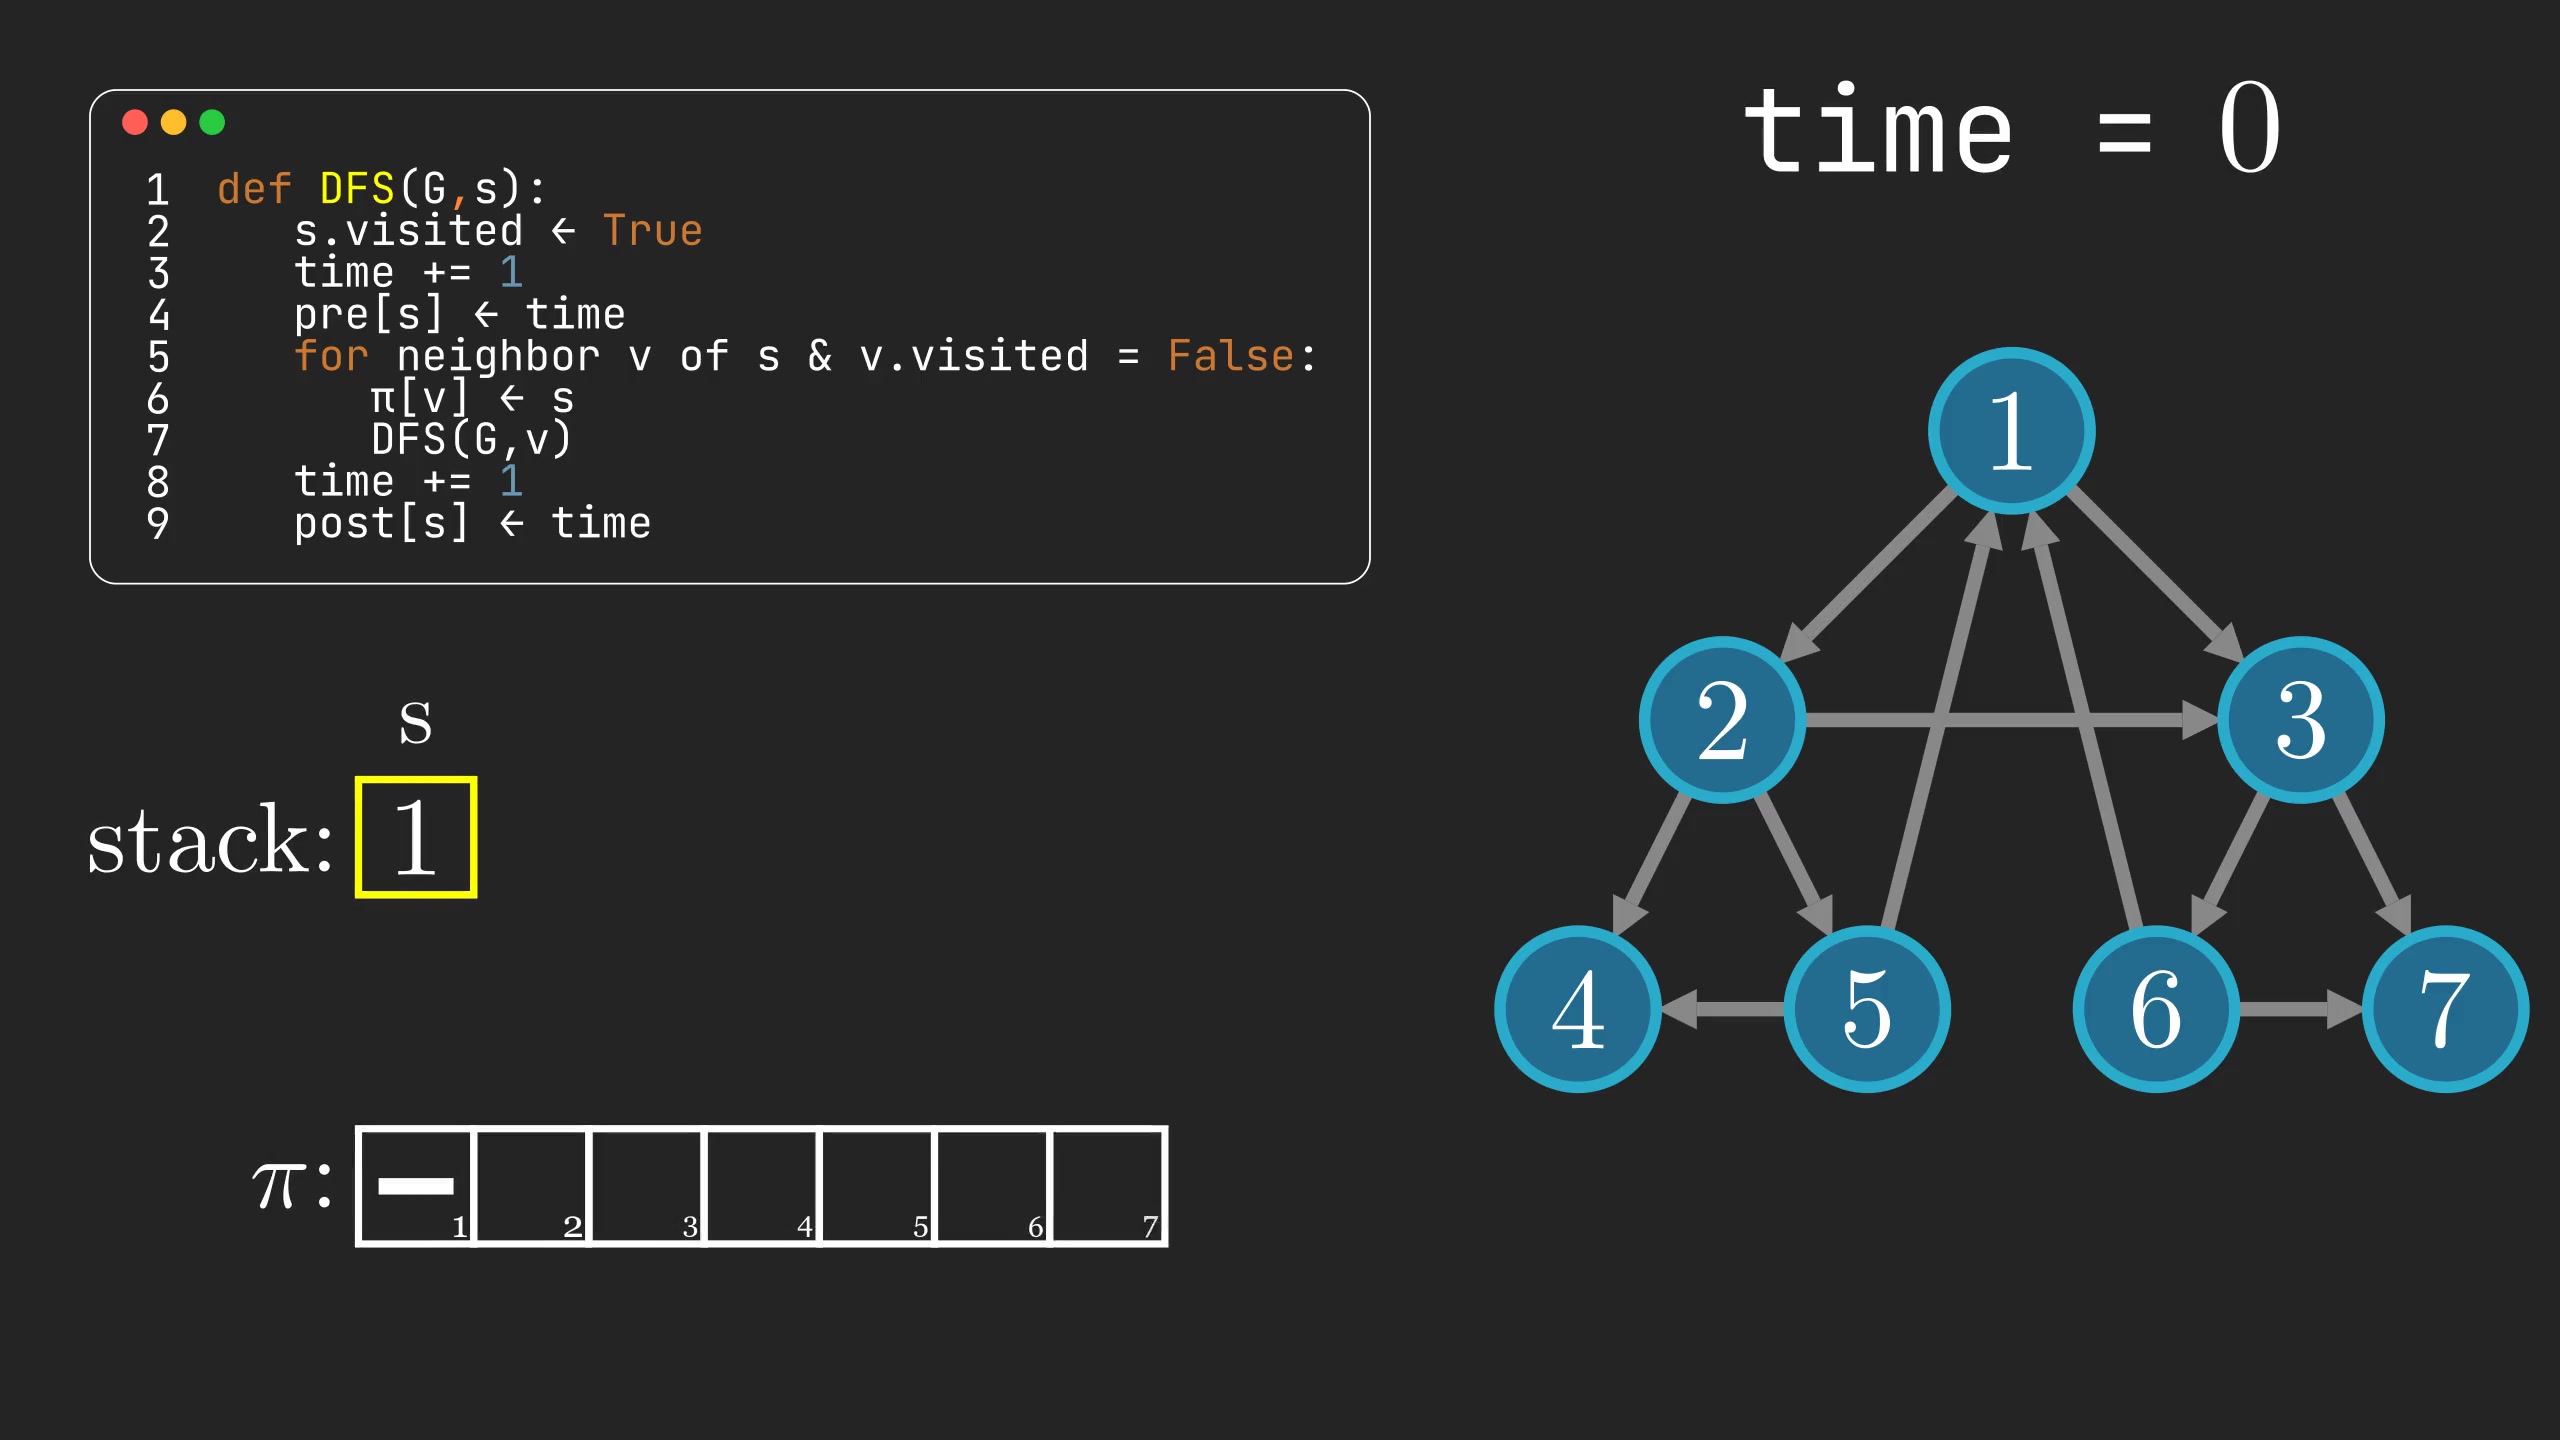 time = 0
1 def DFS(G,s):
2 s.visited ← True
3 time += 1
4 pre[s] ← time
5 for neighbor v of s & v.visited = False:
6 π[v] ← s
7 DFS(G,v)
8 time += 1
9 post[s] ← time
1
2 3
4 5 6 7
s
stack: 1
π: — 1 2 3 4 5 6 7